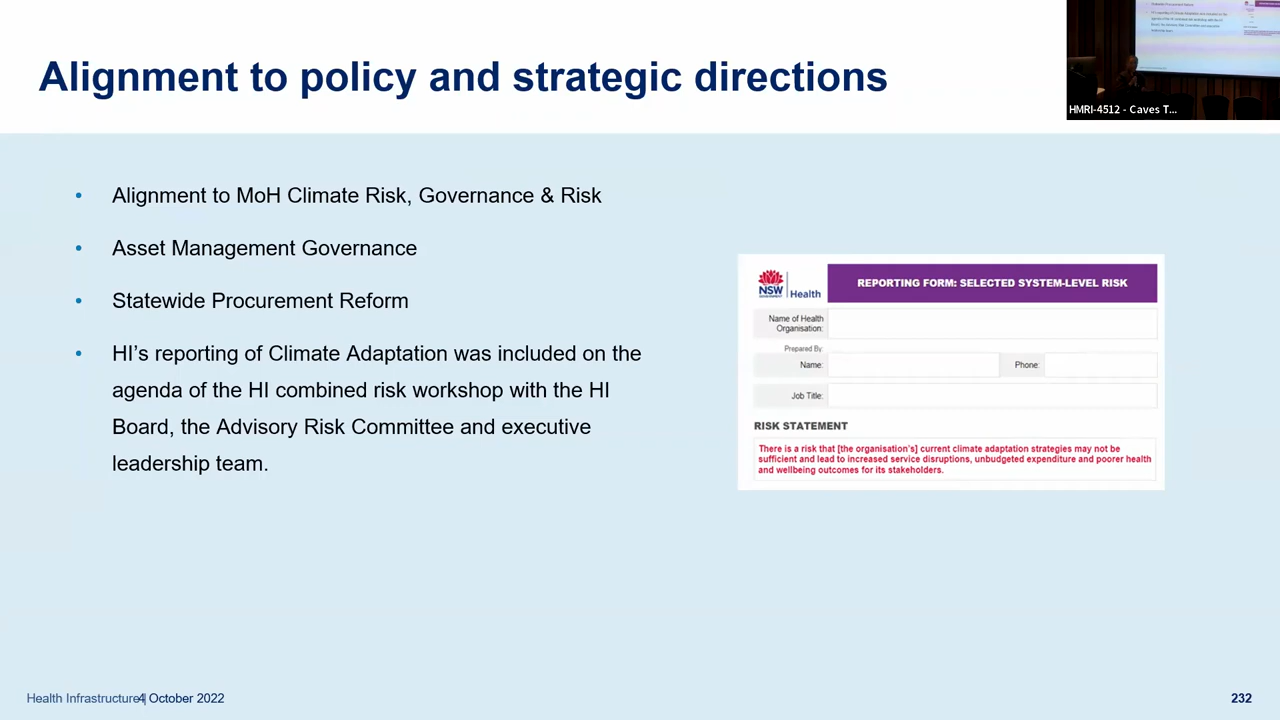 Alignment to policy and strategic directions
HMRI-4512 - Caves T...
• Alignment to MoH Climate Risk, Governance & Risk
• Asset Management Governance
• Statewide Procurement Reform
• HI’s reporting of Climate Adaptation was included on the
agenda of the HI combined risk workshop with the HI
Board, the Advisory Risk Committee and executive
leadership team.
NSW
GOVERNMENT
Health
REPORTING FORM: SELECTED SYSTEM-LEVEL RISK
Name of Health
Organisation:
Prepared By:
Name:
Phone:
Job Title:
RISK STATEMENT
There is a risk that [the organisation's] current climate adaptation strategies may not be
sufficient and lead to increased service disruptions, unbudgeted expenditure and poorer health
and wellbeing outcomes for its stakeholders.
Health Infrastructure| 4 October 2022
232